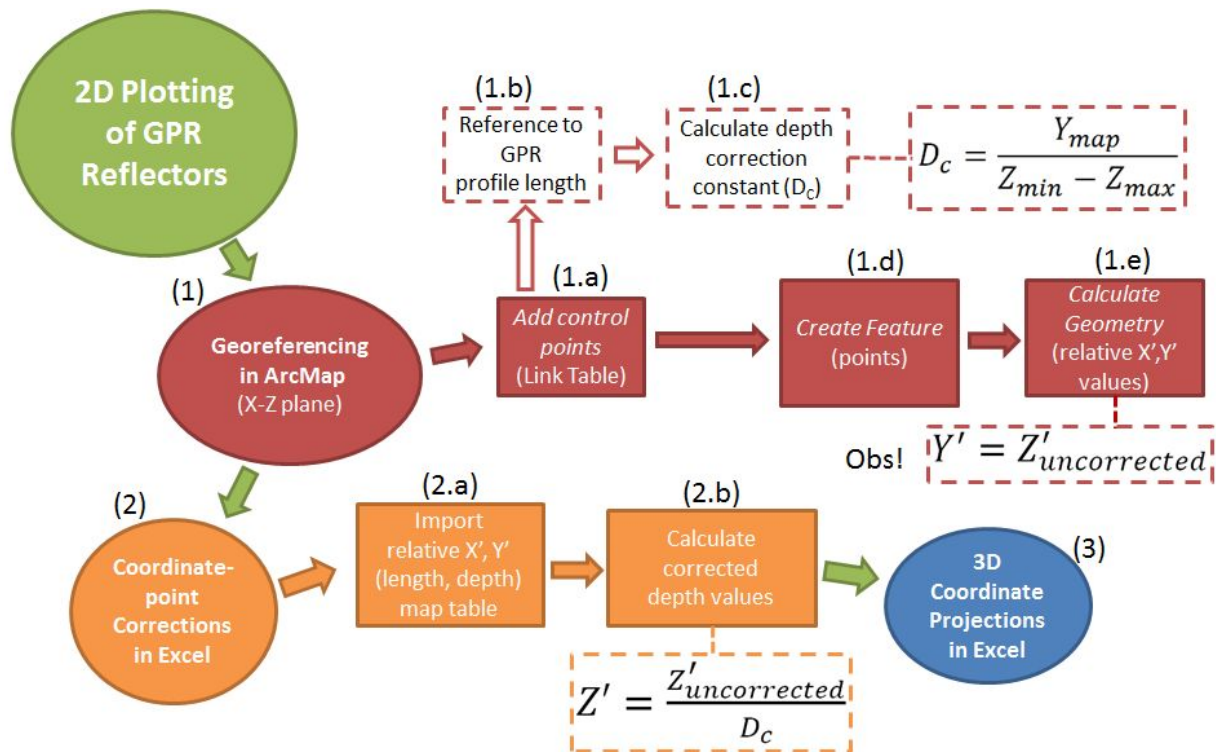 2D Plotting
of GPR
Reflectors
(1)
Georeferencing
in ArcMap
(X-Z plane)
(1.a)
Add control
points
(Link Table)
(1.b)
Reference to
GPR
profile length
(1.c)
Calculate depth
correction
constant (D_C)
D_c = Y_map / (Z_min − Z_max)
(1.d)
Create Feature
(points)
(1.e)
Calculate
Geometry
(relative X’,Y’
values)
Obs!
Y′ = Z′_uncorrected
(2)
Coordinate-
point
Corrections
in Excel
(2.a)
Import
relative X’, Y’
(length, depth)
map table
(2.b)
Calculate
corrected
depth values
Z′ = Z′_uncorrected / D_c
(3)
3D
Coordinate
Projections
in Excel